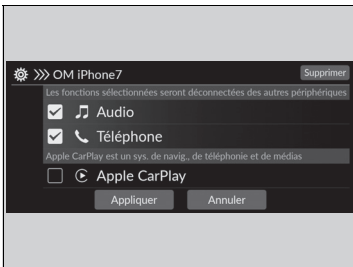 OM iPhone7
Supprimer
Les fonctions sélectionnées seront déconnectées des autres périphériques
Audio
Téléphone
Apple CarPlay est un sys. de navig., de téléphonie et de médias
Apple CarPlay
Appliquer Annuler